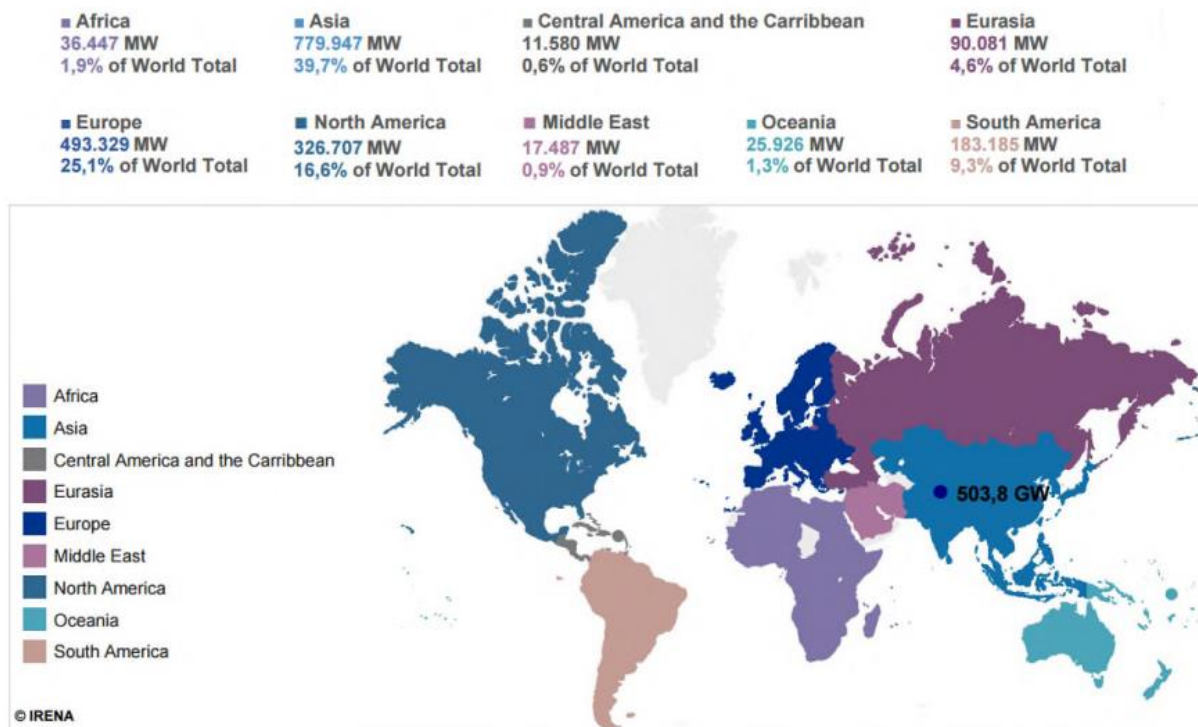 Africa
36.447 MW
1,9% of World Total
Asia
779.947 MW
39,7% of World Total
Central America and the Carribbean
11.580 MW
0,6% of World Total
Eurasia
90.081 MW
4,6% of World Total
Europe
493.329 MW
25,1% of World Total
North America
326.707 MW
16,6% of World Total
Middle East
17.487 MW
0,9% of World Total
Oceania
25.926 MW
1,3% of World Total
South America
183.185 MW
9,3% of World Total
Africa
Asia
Central America and the Carribbean
Eurasia
Europe
Middle East
North America
Oceania
South America
503,8 GW
© IRENA